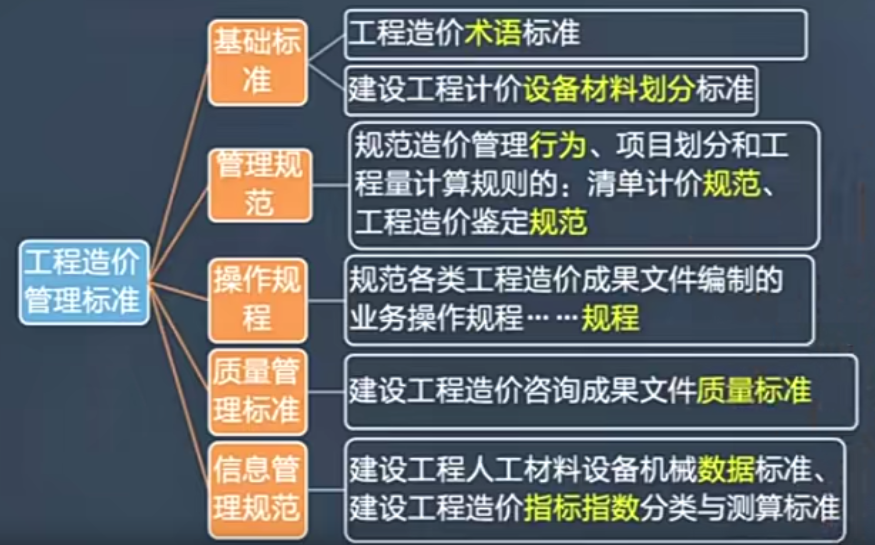 工程造价
管理标准
基础标
准
工程造价术语标准
建设工程计价设备材料划分标准
管理规
范
规范造价管理行为、项目划分和工
程量计算规则的：清单计价规范、
工程造价鉴定规范
操作规
程
规范各类工程造价成果文件编制的
业务操作规程……规程
质量管
理标准
建设工程造价咨询成果文件质量标准
信息管
理规范
建设工程人工材料设备机械数据标准、
建设工程造价指标指数分类与测算标准